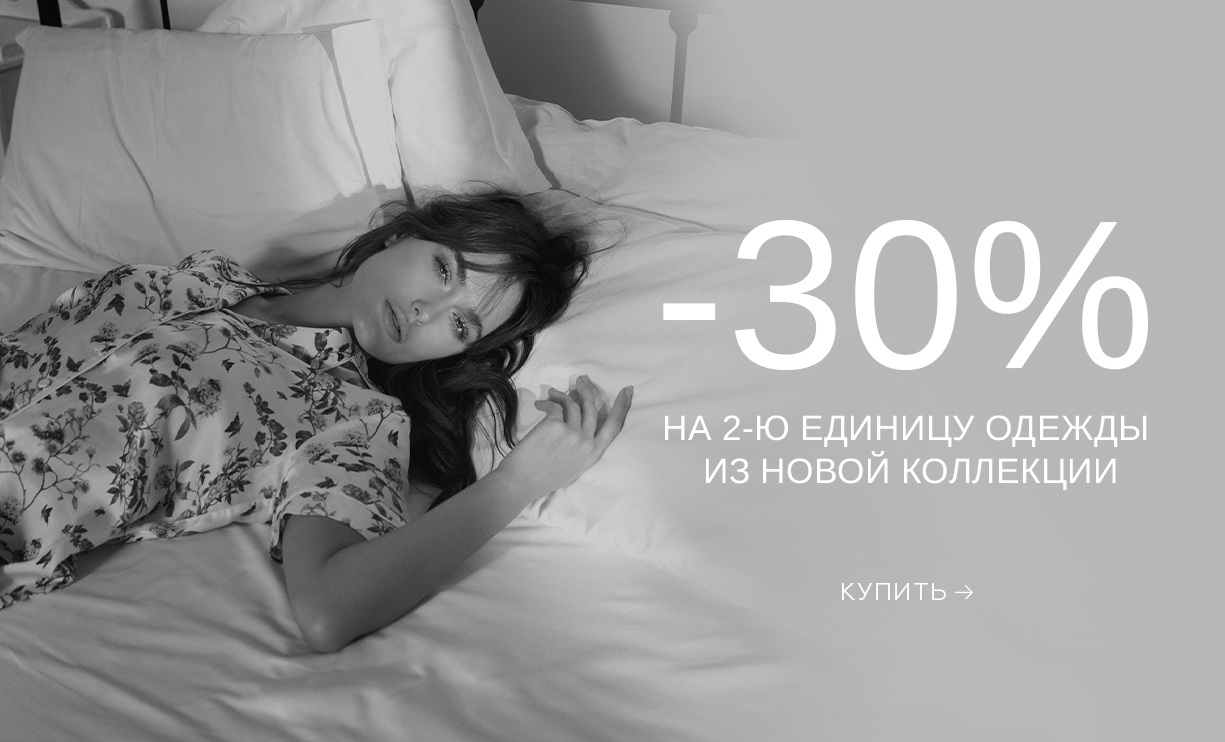 -30%
НА 2-Ю ЕДИНИЦУ ОДЕЖДЫ
ИЗ НОВОЙ КОЛЛЕКЦИИ
КУПИТЬ →